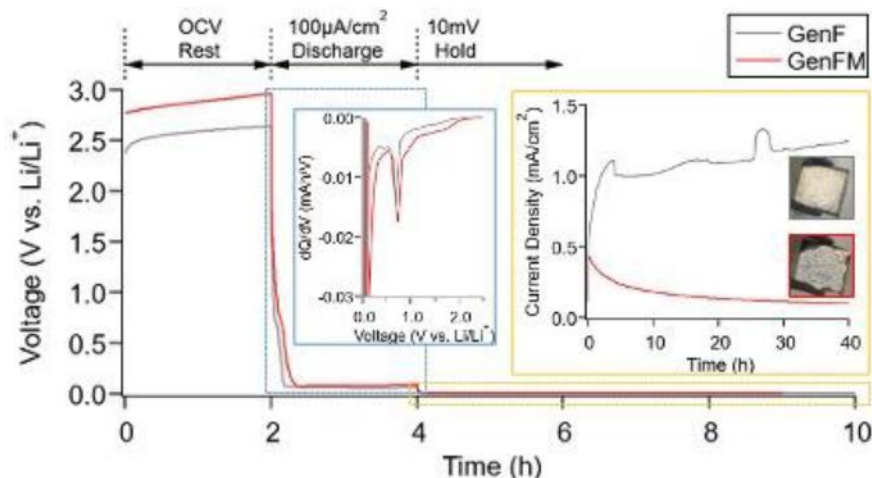 OCV
Rest
100µA/cm²
Discharge
10mV
Hold
GenF
GenFM
Voltage (V vs. Li/Li⁺)
3.0
2.5
2.0
1.5
1.0
0.5
0.0
0
2
4
6
8
10
Time (h)
dQ/dV (mA/V)
0.00
-0.01
-0.02
-0.03
0.0
1.0
2.0
Voltage (V vs. Li/Li⁺)
Current Density (mA/cm²)
1.5
1.0
0.5
0.0
0
10
20
30
40
Time (h)